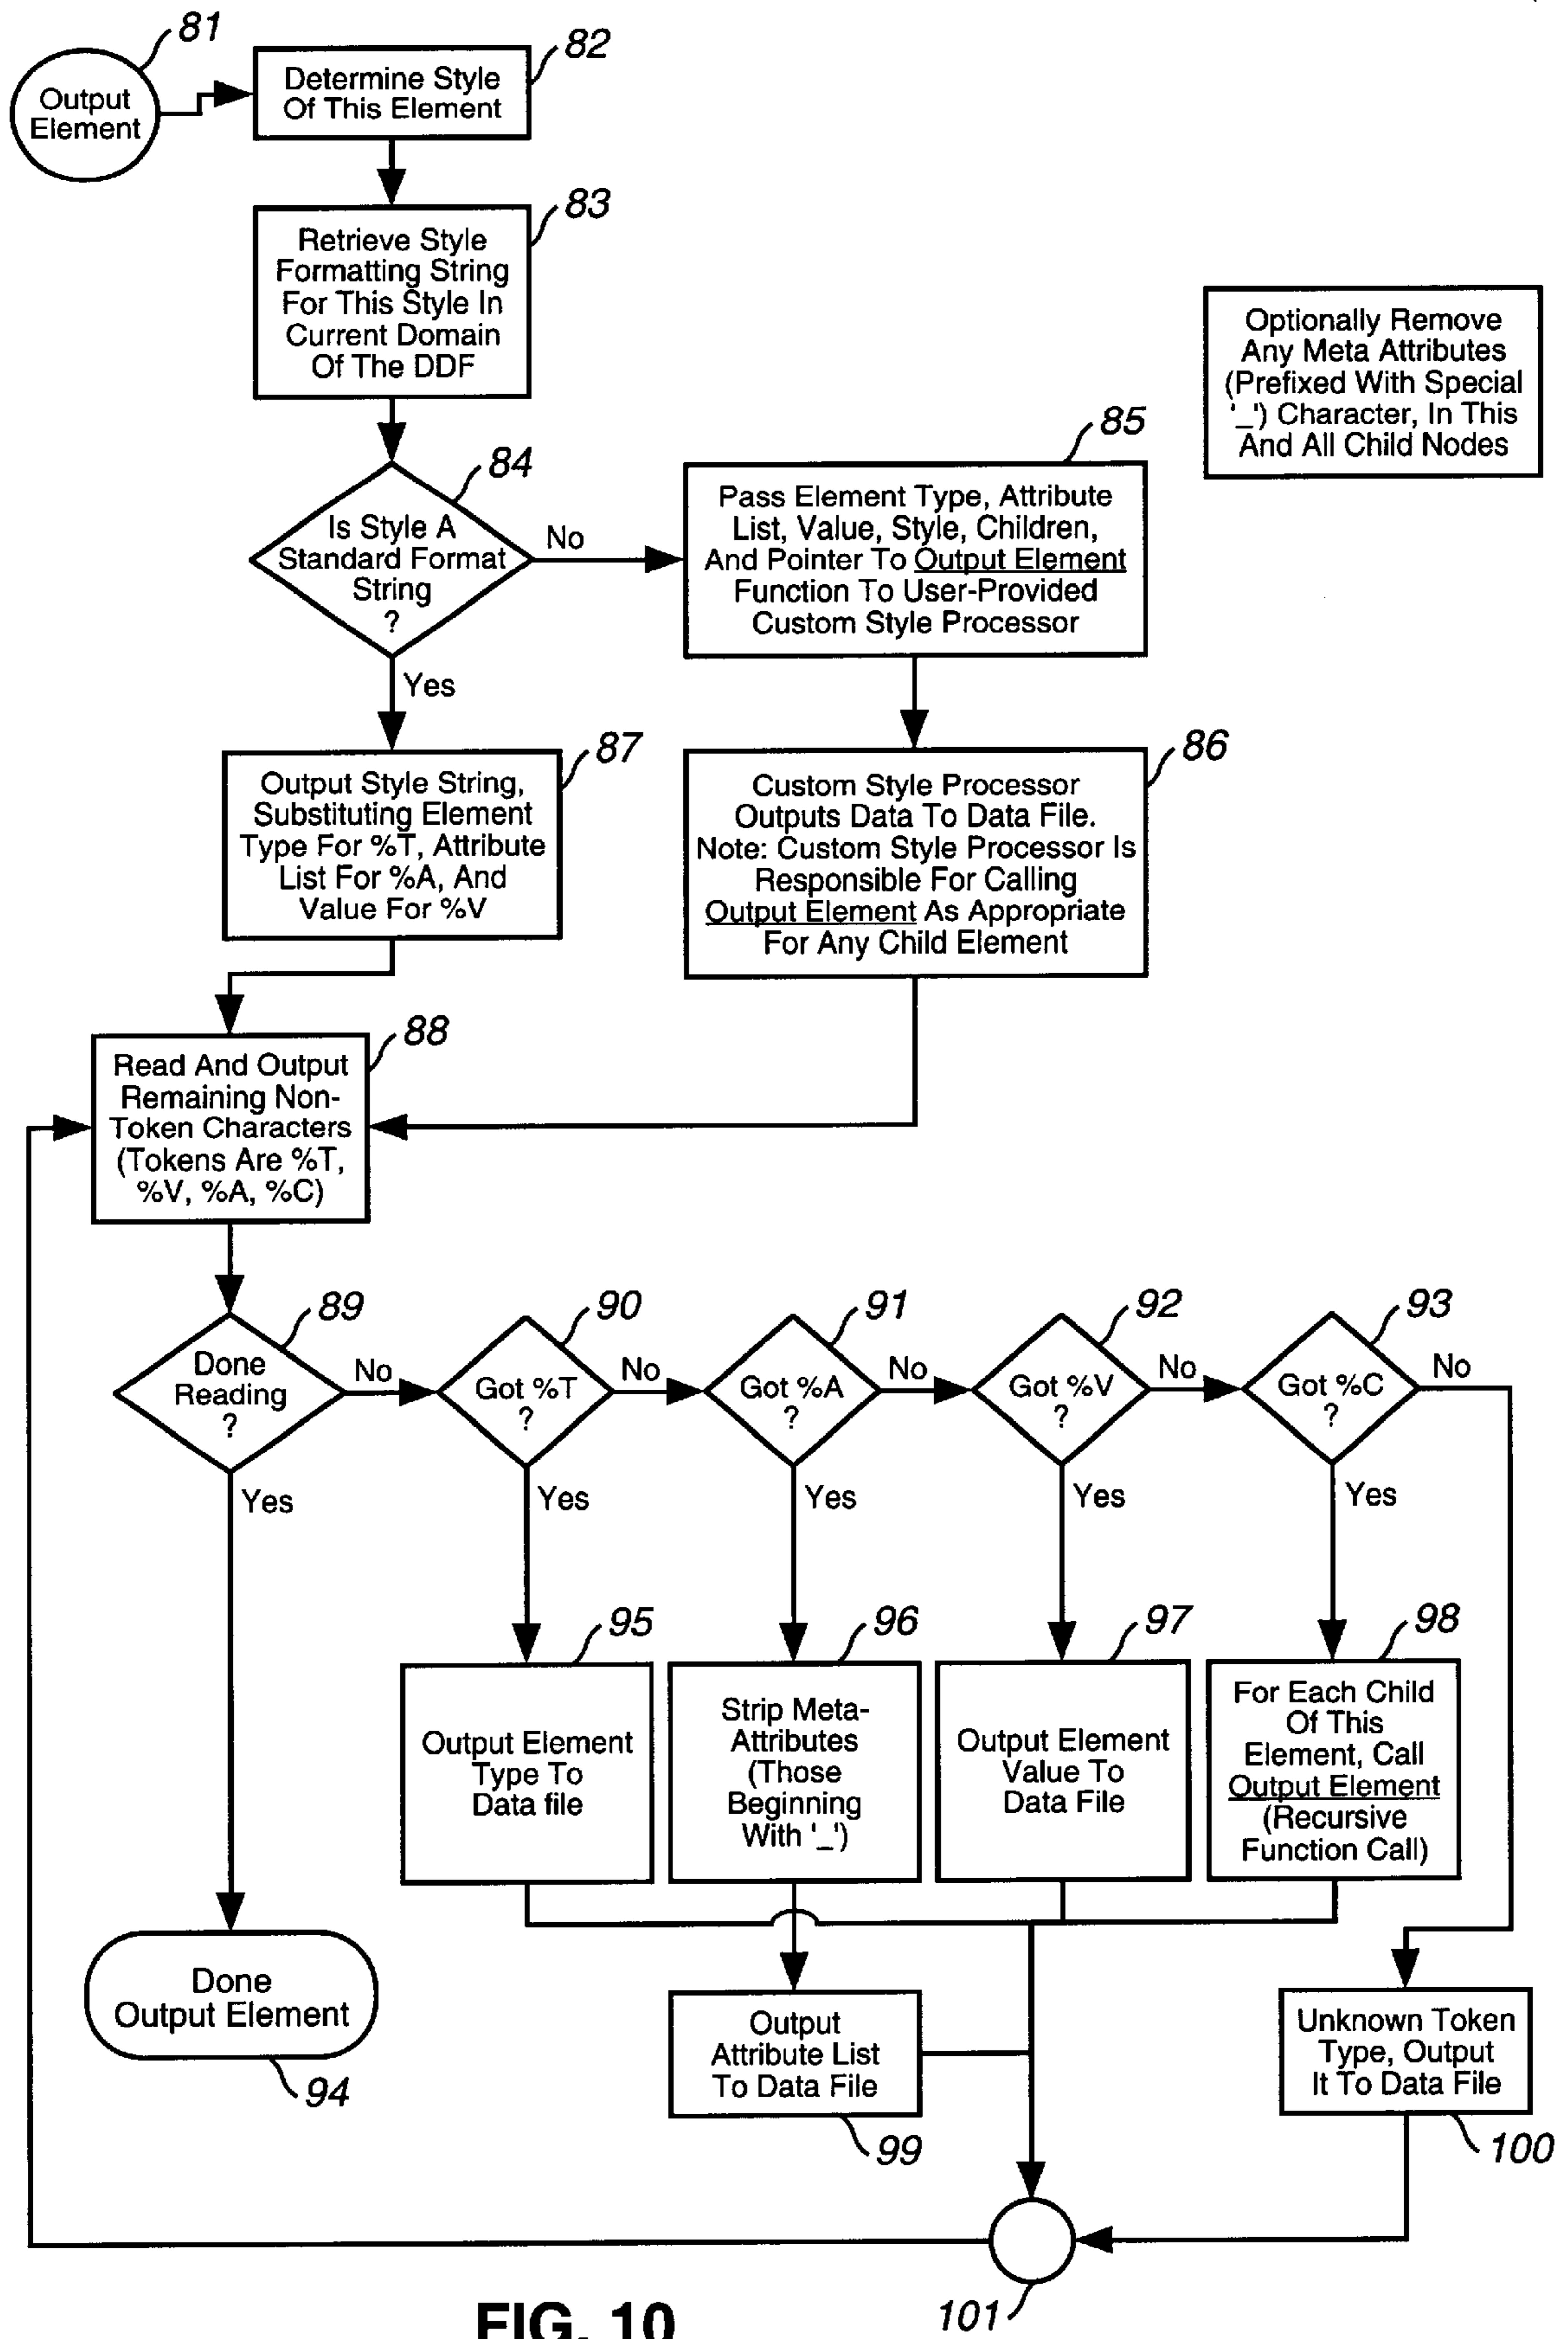 81
Output
Element
82
Determine Style
Of This Element
83
Retrieve Style
Formatting String
For This Style In
Current Domain
Of The DDF
Optionally Remove
Any Meta Attributes
(Prefixed With Special
'_') Character, In This
And All Child Nodes
84
Is Style A
Standard Format
String
?
No
Yes
85
Pass Element Type, Attribute
List, Value, Style, Children,
And Pointer To Output Element
Function To User-Provided
Custom Style Processor
87
Output Style String,
Substituting Element
Type For %T, Attribute
List For %A, And
Value For %V
86
Custom Style Processor
Outputs Data To Data File.
Note: Custom Style Processor Is
Responsible For Calling
Output Element As Appropriate
For Any Child Element
88
Read And Output
Remaining Non-
Token Characters
(Tokens Are %T,
%V, %A, %C)
89
Done
Reading
?
No
Yes
90
Got %T
?
No
Yes
91
Got %A
?
No
Yes
92
Got %V
?
No
Yes
93
Got %C
?
No
Yes
95
Output Element
Type To
Data file
96
Strip Meta-
Attributes
(Those
Beginning
With '_')
97
Output Element
Value To
Data File
98
For Each Child
Of This
Element, Call
Output Element
(Recursive
Function Call)
Done
Output Element
94
Output
Attribute List
To Data File
99
Unknown Token
Type, Output
It To Data File
100
101
FIG. 10